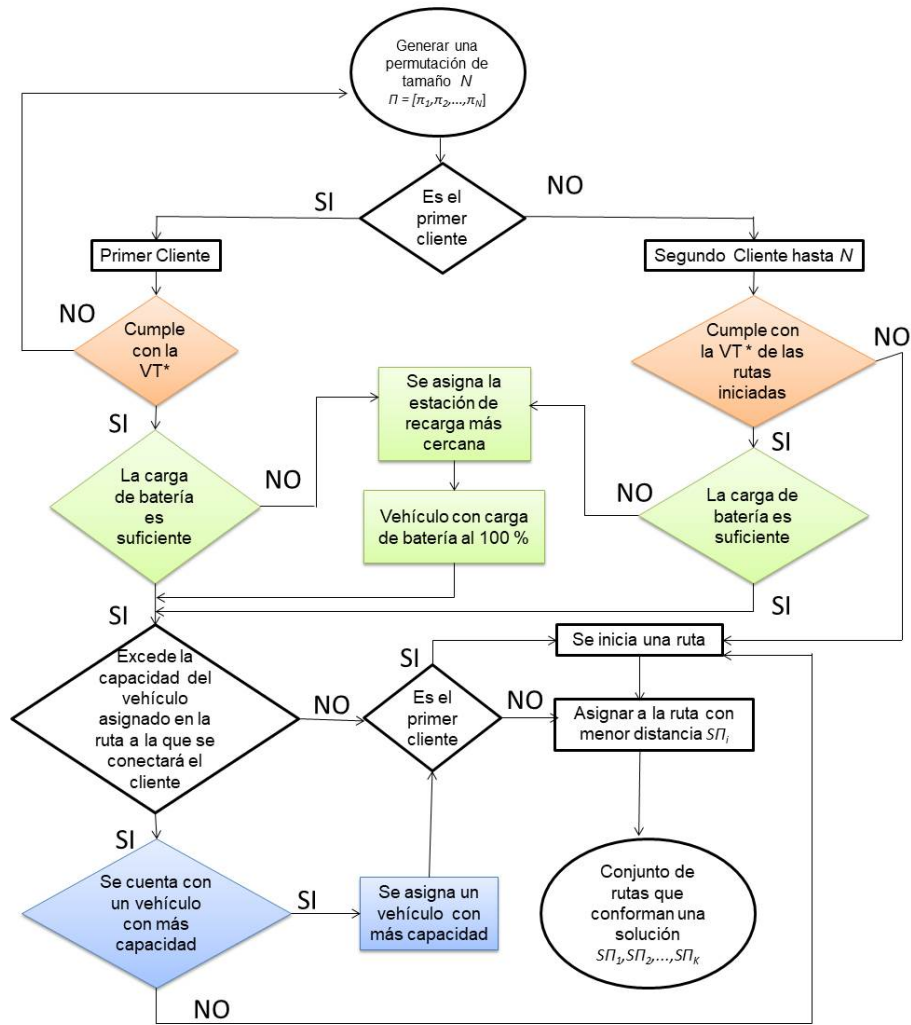 Generar una
permutación de
tamaño N
Π = [π₁,π₂,...,π_N]
Es el
primer
cliente
SI
NO
Primer Cliente
Segundo Cliente hasta N
NO
Cumple
con la
VT*
Cumple con
la VT* de las
rutas
iniciadas
NO
SI
SI
Se asigna la
estación de
recarga más
cercana
La carga
de batería
es
suficiente
NO
Vehículo con carga
de batería al 100 %
NO
La carga de
batería es
suficiente
SI
SI
Excede la
capacidad del
vehículo
asignado en la
ruta a la que se
conectará el
cliente
NO
SI
Es el
primer
cliente
NO
Se inicia una ruta
Asignar a la ruta con
menor distancia SΠᵢ
SI
Se cuenta con
un vehículo
con más
capacidad
SI
Se asigna un
vehículo con
más capacidad
NO
Conjunto de
rutas que
conforman una
solución
SΠ₁,SΠ₂,...,SΠ_K